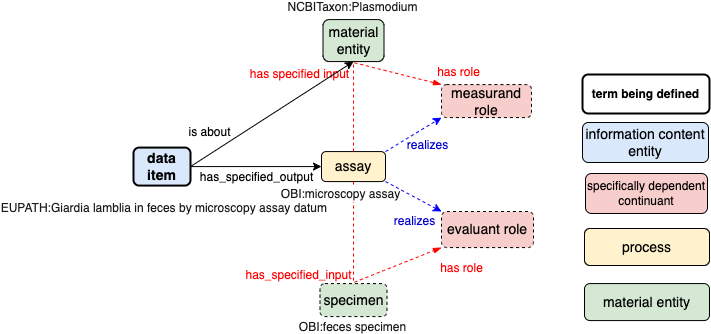 NCBITaxon:Plasmodium
material
entity
has specified input
has role
measurand
role
term being defined
is about
realizes
information content
entity
data
item
has_specified_output
assay
OBI:microscopy assay
specifically dependent
continuant
EUPATH:Giardia lamblia in feces by microscopy assay datum
realizes
evaluant role
process
has_specified_input
has role
specimen
material entity
OBI:feces specimen